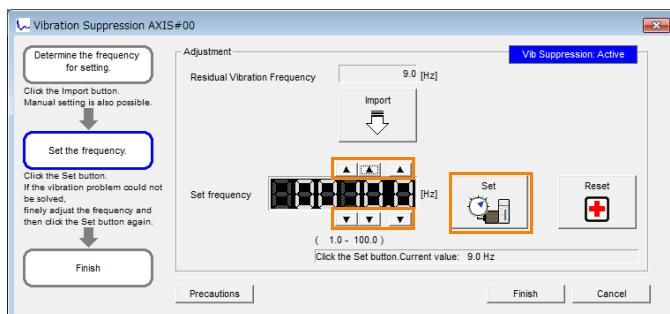 Vibration Suppression AXIS#00
Determine the frequency
for setting.
Click the Import button.
Manual setting is also possible.
Set the frequency.
Click the Set button.
If the vibration problem could not
be solved,
finely adjust the frequency and
then click the Set button again.
Finish
Adjustment
Vib Suppression: Active
Residual Vibration Frequency 9.0 [Hz]
Import
Set frequency [Hz]
Set
Reset
( 1.0 - 100.0 )
Click the Set button.Current value: 9.0 Hz
Precautions
Finish
Cancel